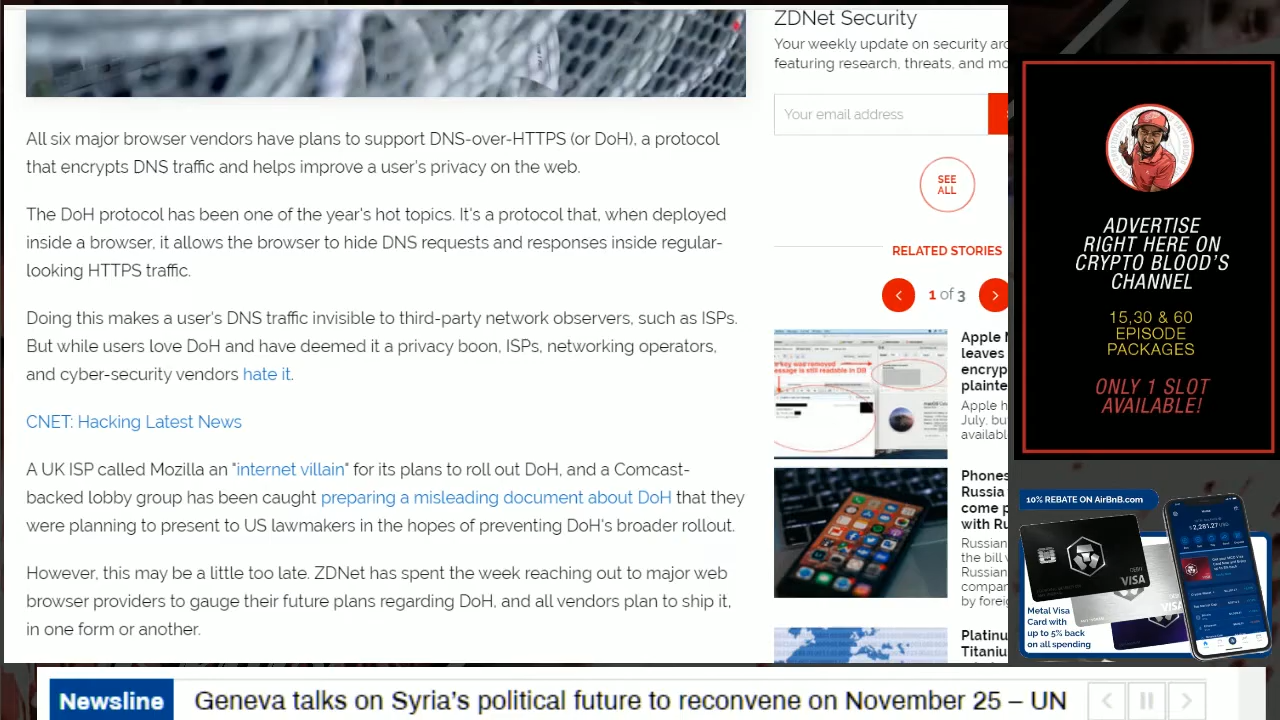 All six major browser vendors have plans to support DNS-over-HTTPS (or DoH), a protocol
that encrypts DNS traffic and helps improve a user's privacy on the web.
The DoH protocol has been one of the year's hot topics. It's a protocol that, when deployed
inside a browser, it allows the browser to hide DNS requests and responses inside regular-
looking HTTPS traffic.
Doing this makes a user's DNS traffic invisible to third-party network observers, such as ISPs.
But while users love DoH and have deemed it a privacy boon, ISPs, networking operators,
and cyber-security vendors hate it.
CNET: Hacking Latest News
A UK ISP called Mozilla an "internet villain" for its plans to roll out DoH, and a Comcast-
backed lobby group has been caught preparing a misleading document about DoH that they
were planning to present to US lawmakers in the hopes of preventing DoH's broader rollout.
However, this may be a little too late. ZDNet has spent the week reaching out to major web
browser providers to gauge their future plans regarding DoH, and all vendors plan to ship it,
in one form or another.
ZDNet Security
Your weekly update on security aro
featuring research, threats, and mo
Your email address
SEE
ALL
RELATED STORIES
1 of 3
Apple
leaves
encryp
plainte
Apple h
July, bu
availabl
Phones
Russia
come p
with Ru
Russian
the bill
Russian
compan
by foreig
Platinu
Titaniu
ADVERTISE
RIGHT HERE ON
CRYPTO BLOOD'S
CHANNEL
15,30 & 60
EPISODE
PACKAGES
ONLY 1 SLOT
AVAILABLE!
10% REBATE ON AirBnB.com
DEBIT
VISA
Metal Visa
Card with
up to 5% back
on all spending
Newsline
Geneva talks on Syria's political future to reconvene on November 25 – UN